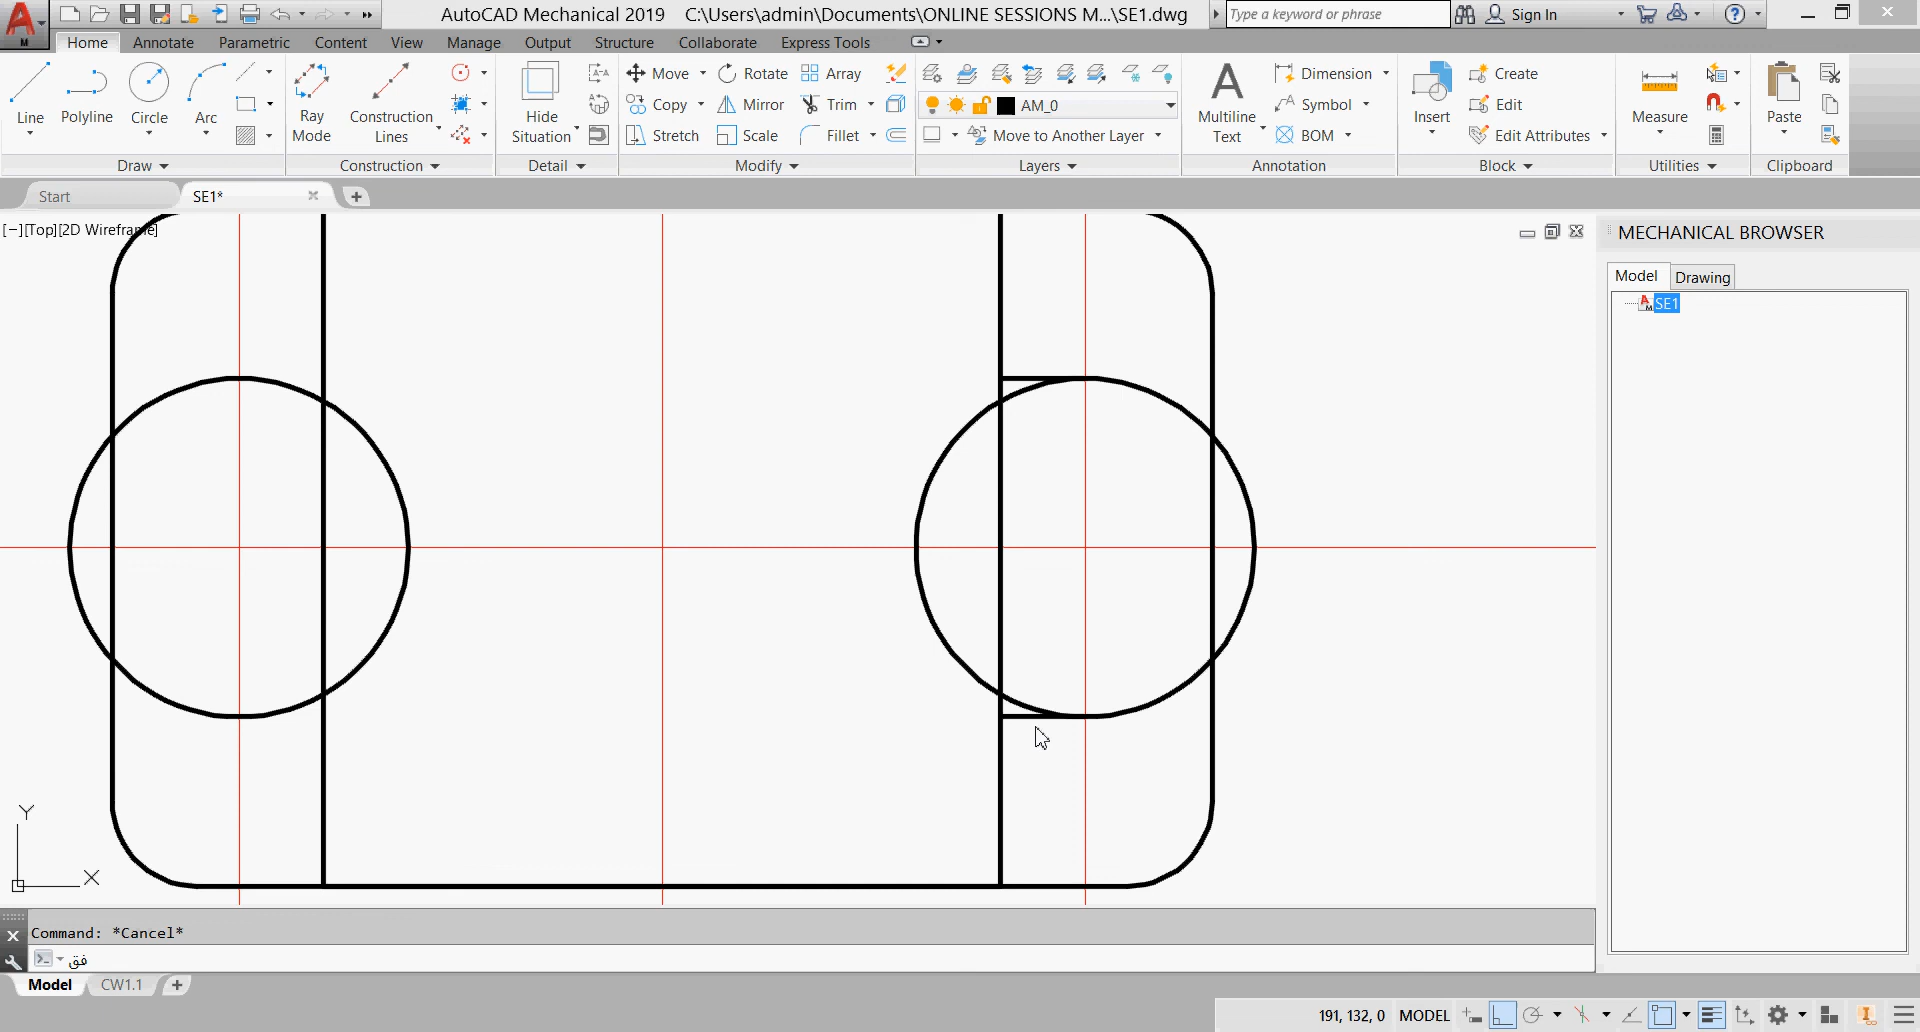 AutoCAD Mechanical 2019 C:\Users\admin\Documents\ONLINE SESSIONS M...\SE1.dwg
Type a keyword or phrase
Sign In
Home Annotate Parametric Content View Manage Output Structure Collaborate Express Tools
Line
Polyline
Circle
Arc
Draw
Ray Mode
Construction Lines
Construction
Hide Situation
Detail
Move Rotate Array
Copy Mirror Trim
Stretch Scale Fillet
Modify
AM_0
Move to Another Layer
Layers
Multiline Text
Dimension
Symbol
BOM
Annotation
Insert
Create
Edit
Edit Attributes
Block
Measure
Utilities
Paste
Clipboard
Start
SE1*
[−][Top][2D Wireframe]
MECHANICAL BROWSER
Model Drawing
SE1
Y
X
Command: *Cancel*
فق
Model CW1.1
191, 132, 0 MODEL